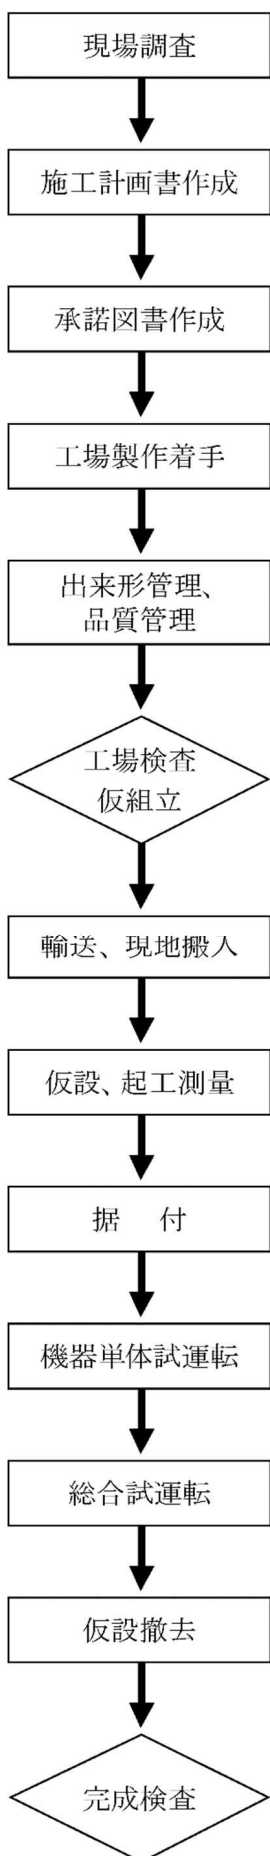 現場調査
施工計画書作成
承諾図書作成
工場製作着手
出来形管理、
品質管理
工場検査
仮組立
輸送、現地搬入
仮設、起工測量
据　付
機器単体試運転
総合試運転
仮設撤去
完成検査